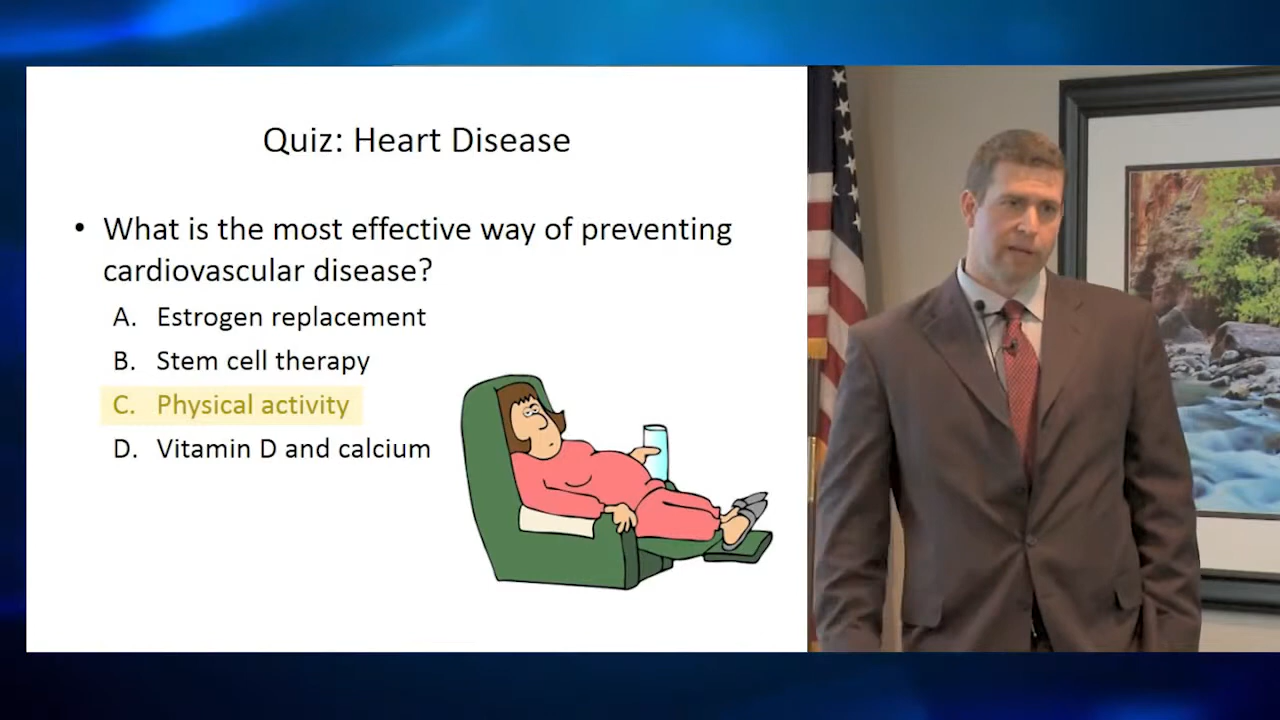 Quiz: Heart Disease
• What is the most effective way of preventing
cardiovascular disease?
A. Estrogen replacement
B. Stem cell therapy
C. Physical activity
D. Vitamin D and calcium